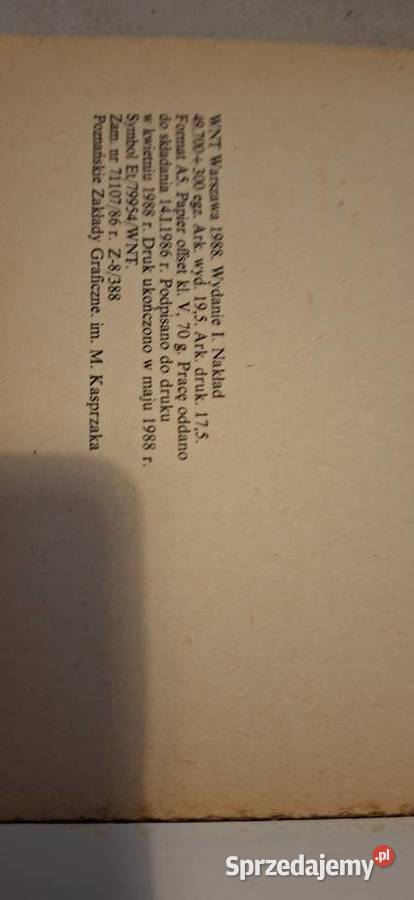 WNT Warszawa 1988. Wydanie I. Nakład
49.700+300 egz. Ark. wyd. 19,5. Ark. druk. 17,5.
Format A5. Papier offset kl. V, 70 g. Pracę oddano
do składania 14.I.1986 r. Podpisano do druku
w kwietniu 1988 r. Druk ukończono w maju 1988 r.
Symbol Et/79954/WNT.
Zam. nr 71107/86 r. Z-8/388
Poznańskie Zakłady Graficzne. im. M. Kasprzaka
Sprzedajemy.pl